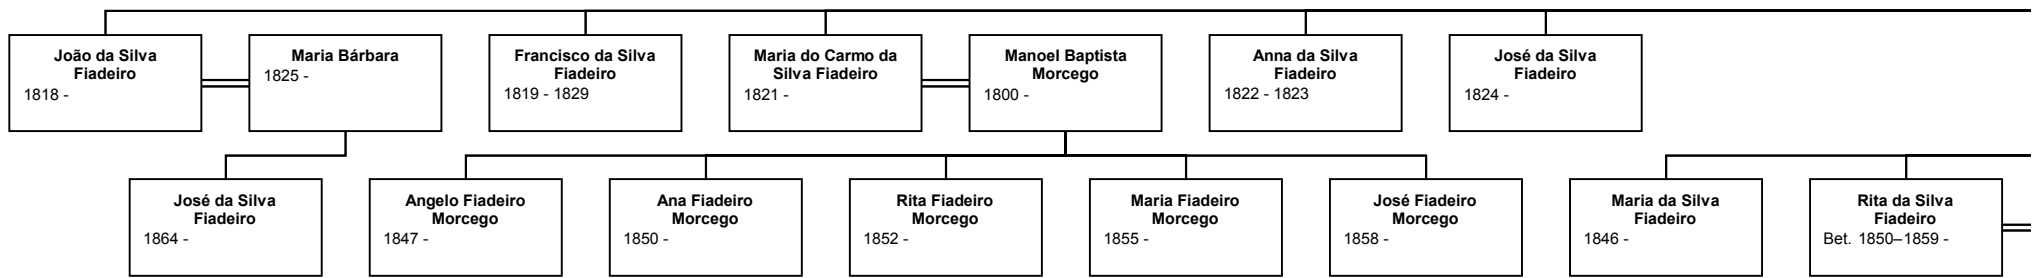 João da Silva
Fiadeiro
1818 -
Maria Bárbara
1825 -
Francisco da Silva
Fiadeiro
1819 - 1829
Maria do Carmo da
Silva Fiadeiro
1821 -
Manoel Baptista
Morcego
1800 -
Anna da Silva
Fiadeiro
1822 - 1823
José da Silva
Fiadeiro
1824 -
José da Silva
Fiadeiro
1864 -
Angelo Fiadeiro
Morcego
1847 -
Ana Fiadeiro
Morcego
1850 -
Rita Fiadeiro
Morcego
1852 -
Maria Fiadeiro
Morcego
1855 -
José Fiadeiro
Morcego
1858 -
Maria da Silva
Fiadeiro
1846 -
Rita da Silva
Fiadeiro
Bet. 1850–1859 -